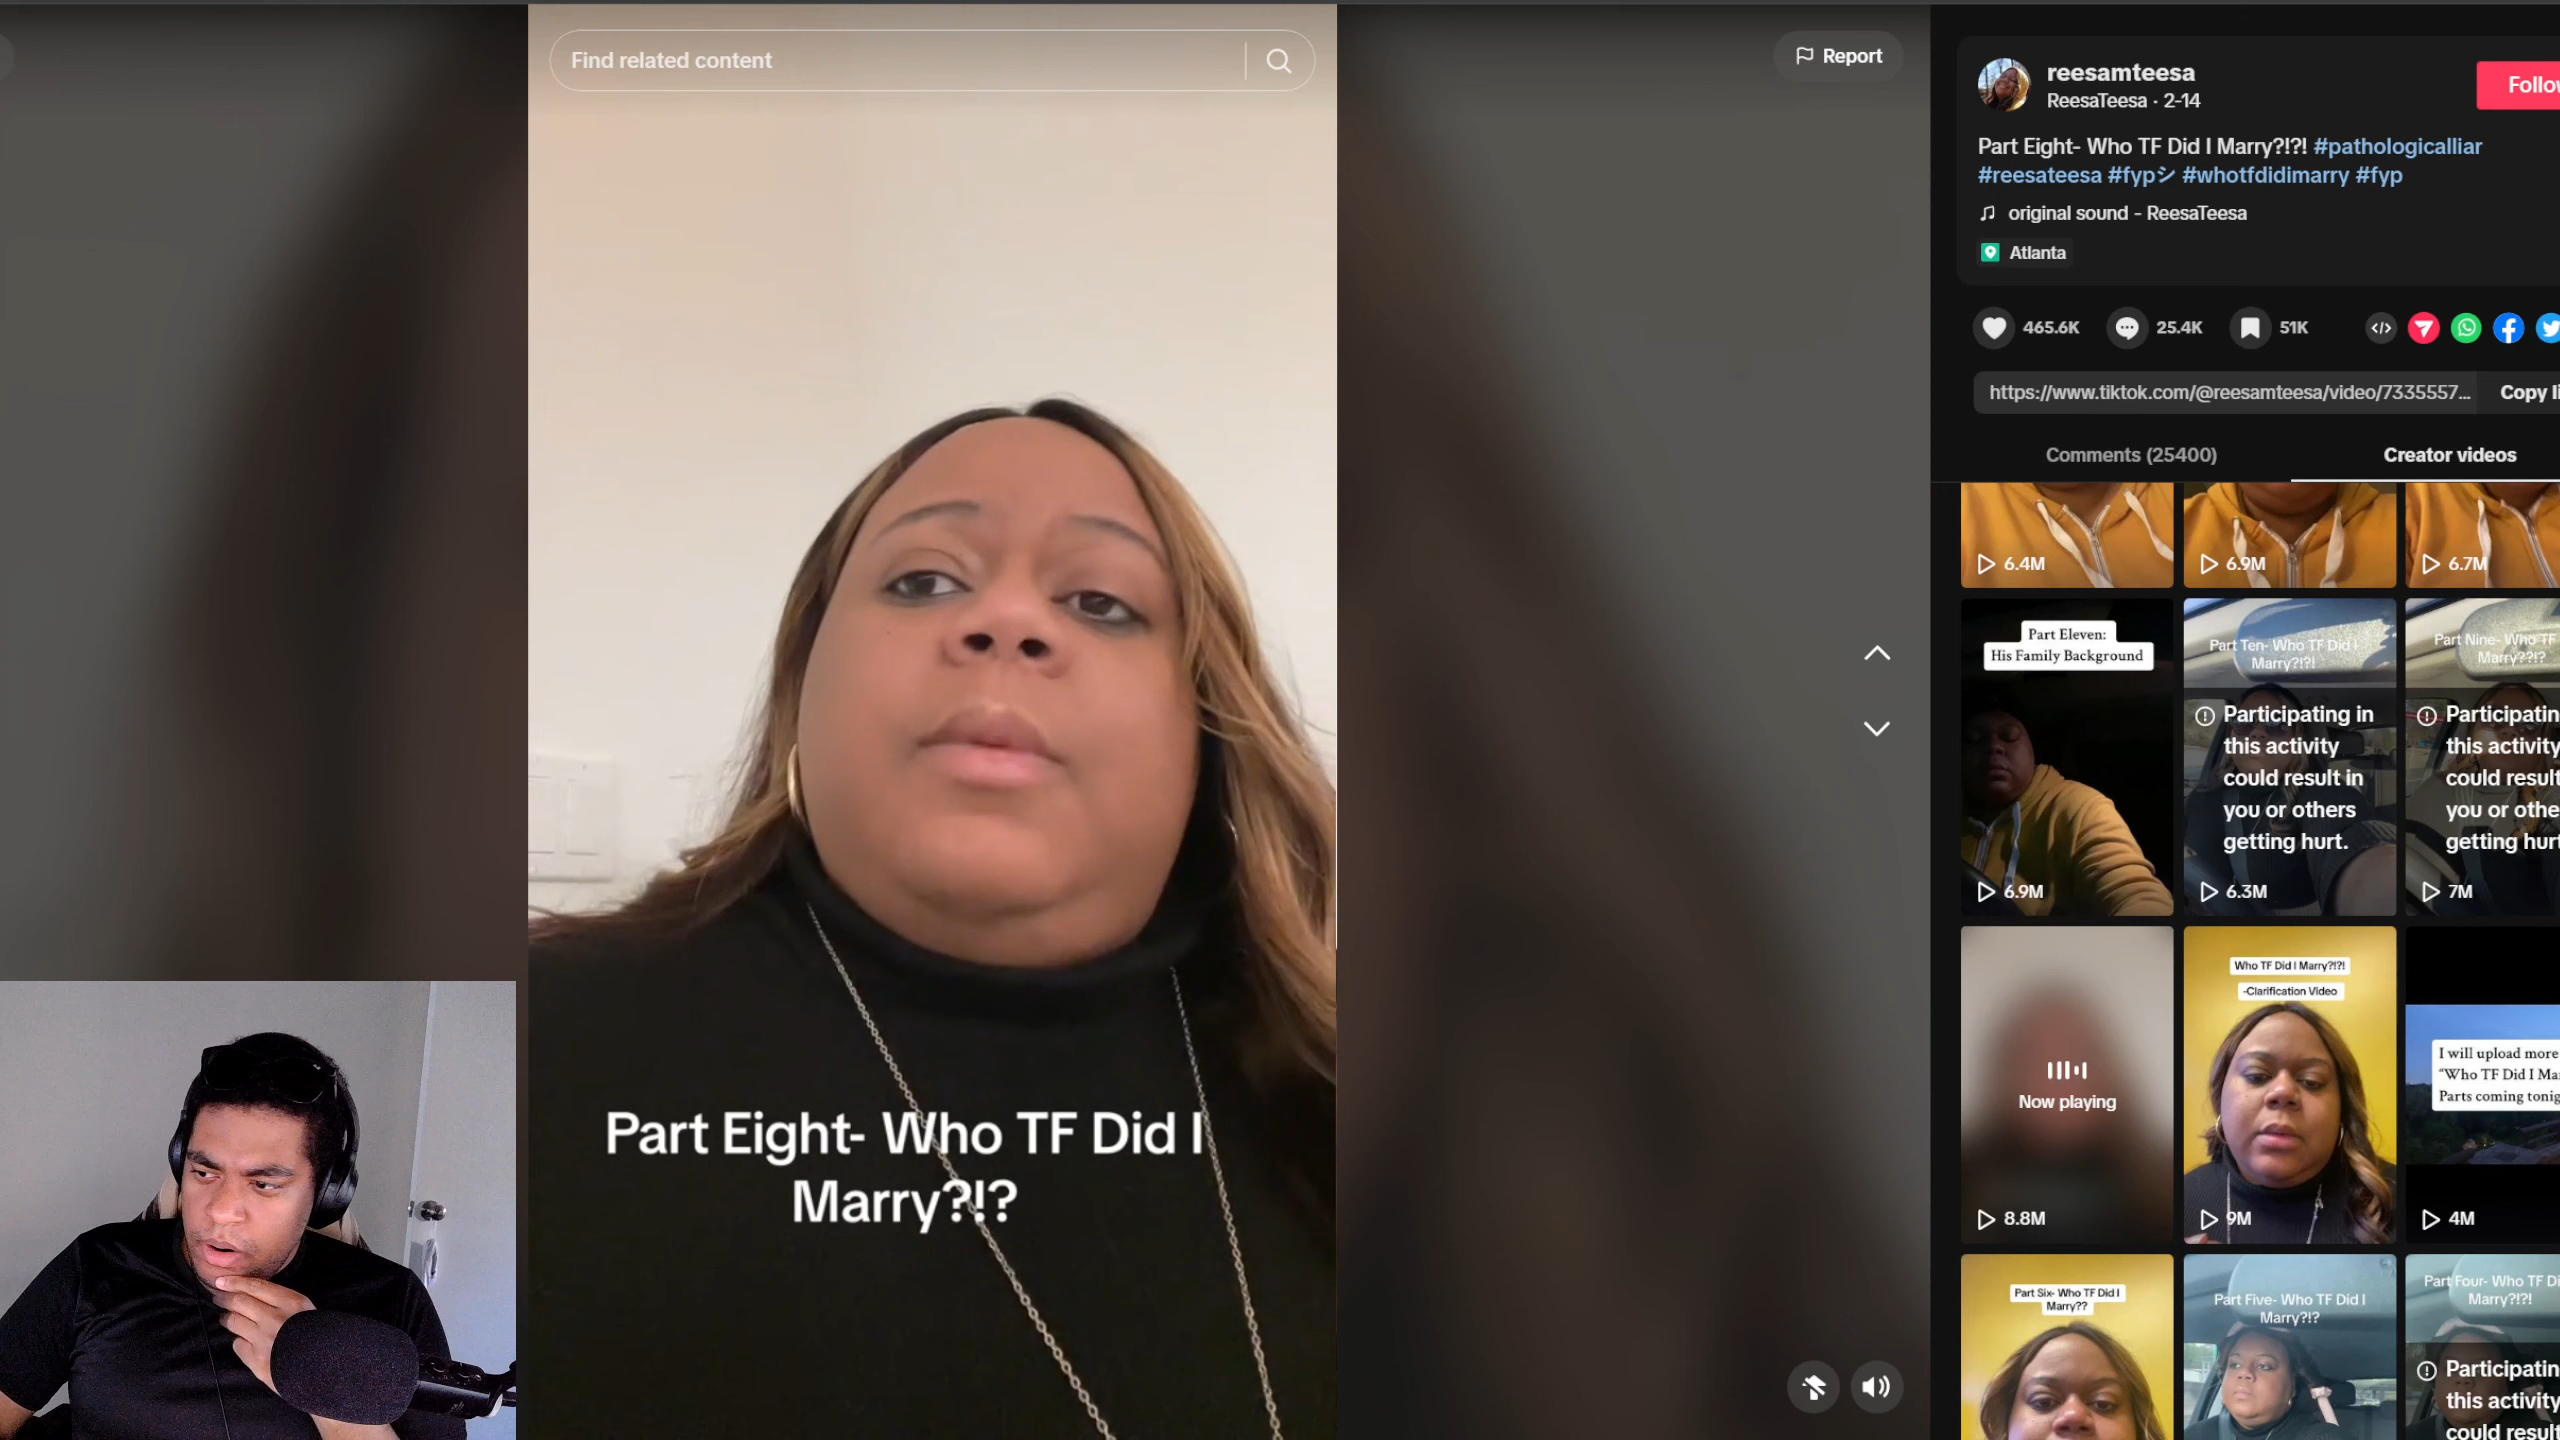 Find related content
Report
reesamteesa
ReesaTeesa · 2-14
Follow
Part Eight- Who TF Did I Marry?!?! #pathologicalliar
#reesateesa #fypシ #whotfdidimarry #fyp
original sound - ReesaTeesa
Atlanta
465.6K
25.4K
51K
https://www.tiktok.com/@reesamteesa/video/7335557...
Copy li
Comments (25400)
Creator videos
6.4M
6.9M
6.7M
Part Eleven:
His Family Background
6.9M
Part Ten- Who TF Did I
Marry?!?!
Participating in
this activity
could result in
you or others
getting hurt.
6.3M
Part Nine- Who TF
Marry??!?
Participatin
this activity
could result
you or othe
getting hurt
7M
Now playing
8.8M
Who TF Did I Marry?!?!
-Clarification Video
9M
I will upload more
“Who TF Did I Ma
Parts coming tonig
4M
Part Six- Who TF Did I
Marry??
Part Five- Who TF Did I
Marry?!?
Part Four- Who TF Di
Marry?!?!
Participatin
this activity
could result
Part Eight- Who TF Did I
Marry?!?